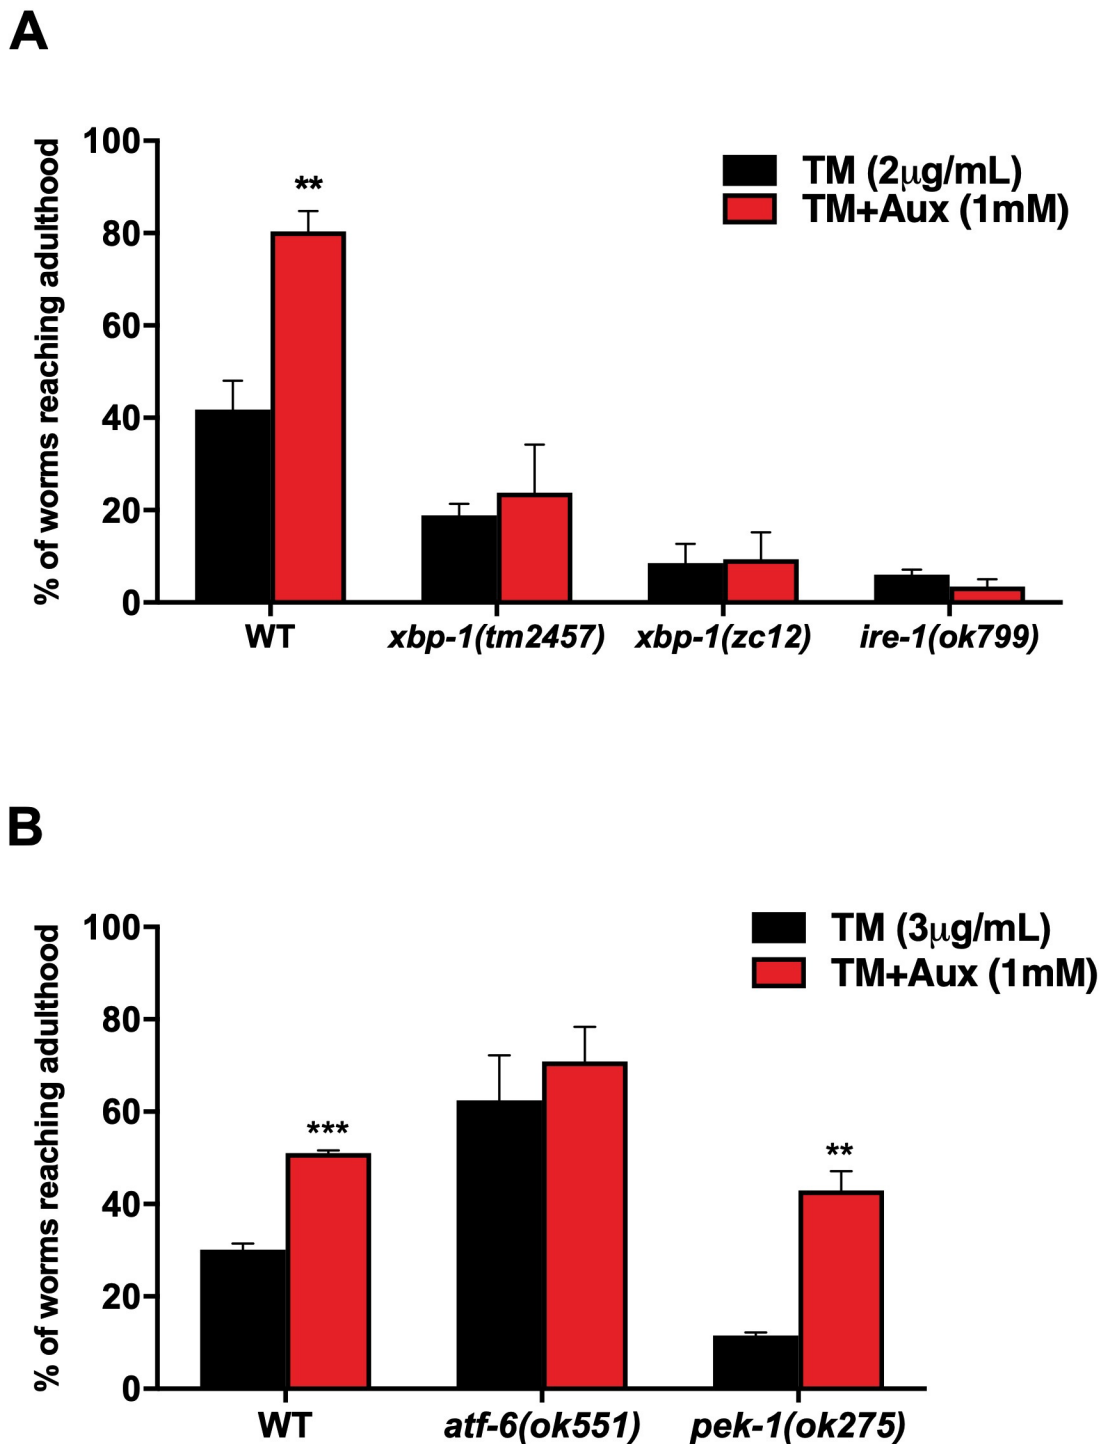 A
% of worms reaching adulthood
100
80
60
40
20
0
**
TM (2μg/mL)
TM+Aux (1mM)
WT
xbp-1(tm2457)
xbp-1(zc12)
ire-1(ok799)
B
% of worms reaching adulthood
100
80
60
40
20
0
***
**
TM (3μg/mL)
TM+Aux (1mM)
WT
atf-6(ok551)
pek-1(ok275)